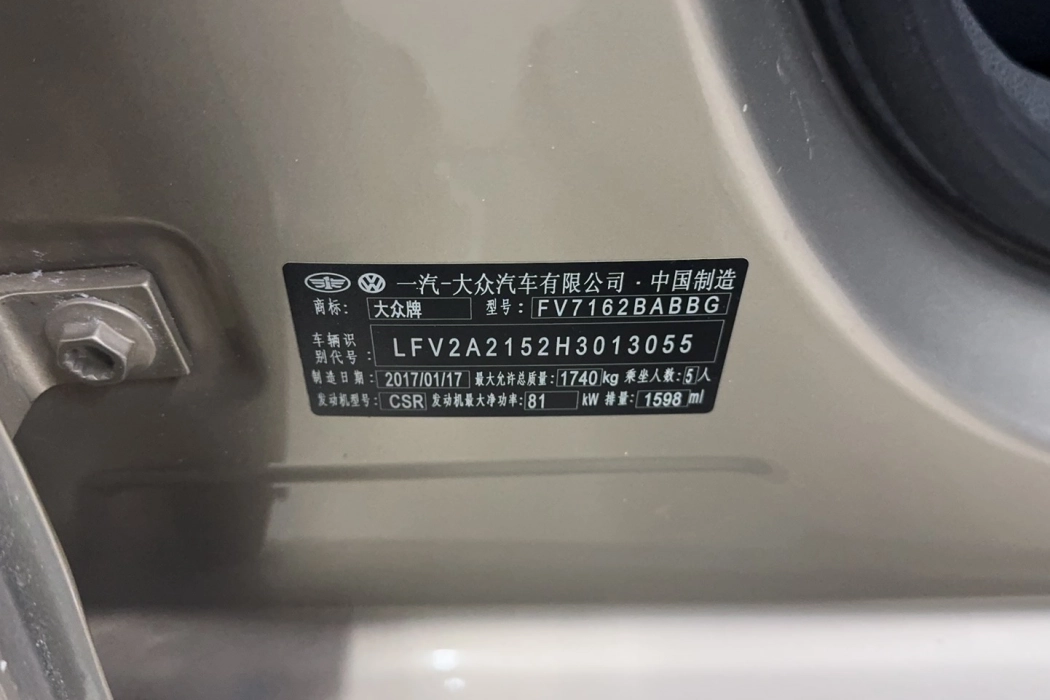 一汽-大众汽车有限公司·中国制造
商标: 大众牌 型号: FV7162BABBG
车辆识
别代号: LFV2A2152H3013055
制造日期: 2017/01/17 最大允许总质量: 1740 kg 乘坐人数: 5 人
发动机型号: CSR 发动机最大净功率: 81 kW 排量: 1598 ml